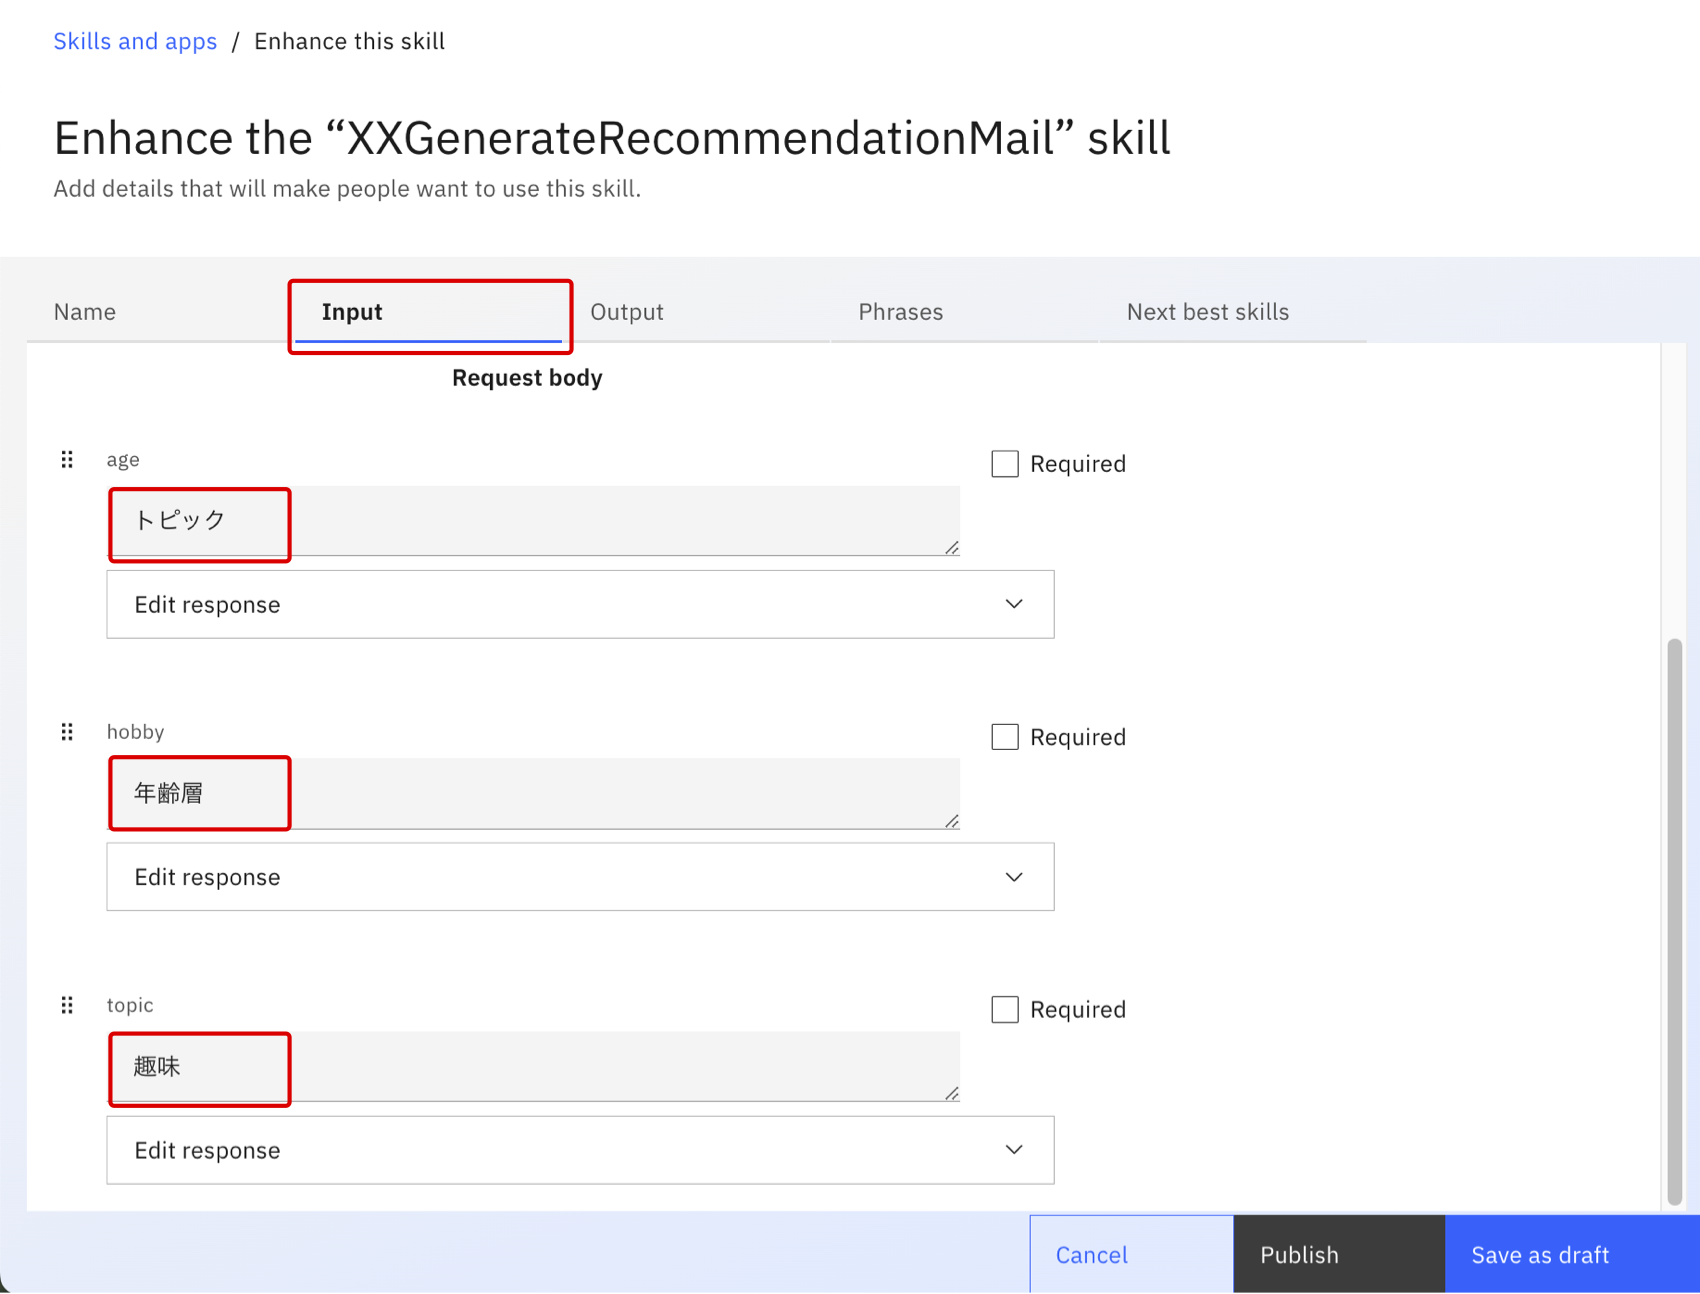 Skills and apps / Enhance this skill
Enhance the “XXGenerateRecommendationMail” skill
Add details that will make people want to use this skill.
Name Input Output Phrases Next best skills
Request body
age Required
トピック
Edit response
hobby Required
年齢層
Edit response
topic Required
趣味
Edit response
Cancel Publish Save as draft